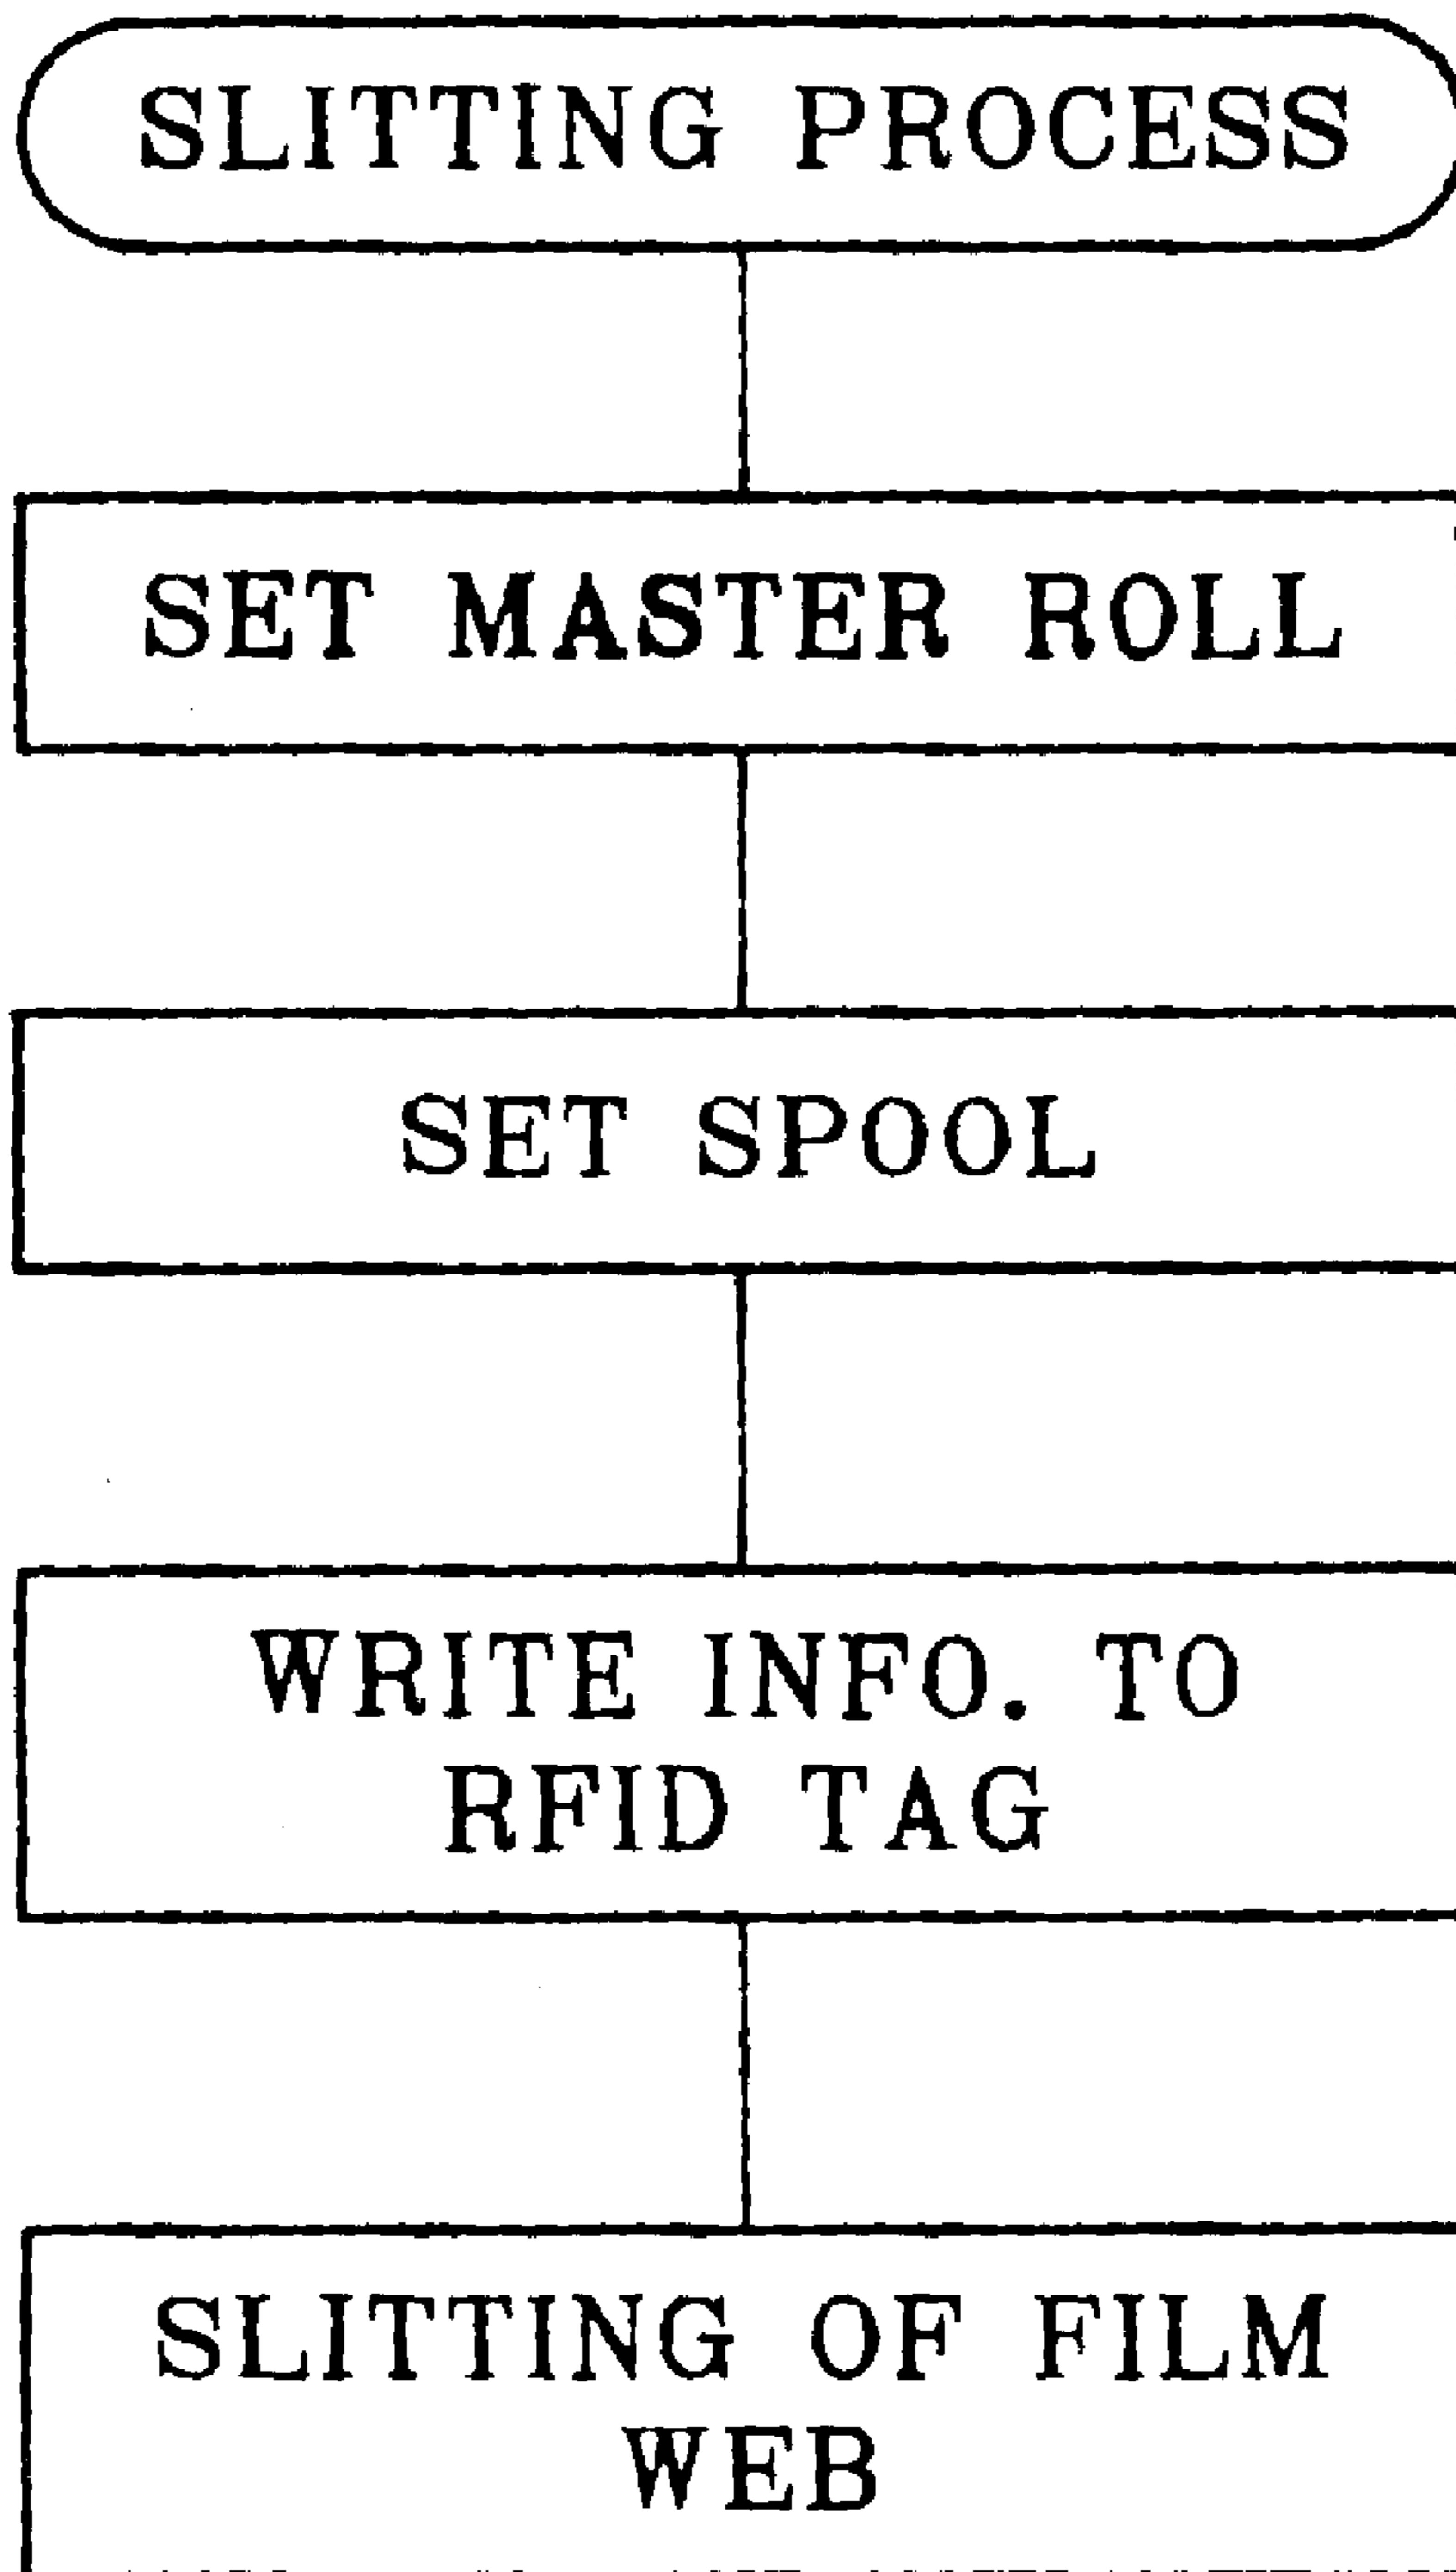 SLITTING PROCESS
SET MASTER ROLL
SET SPOOL
WRITE INFO. TO
RFID TAG
SLITTING OF FILM
WEB